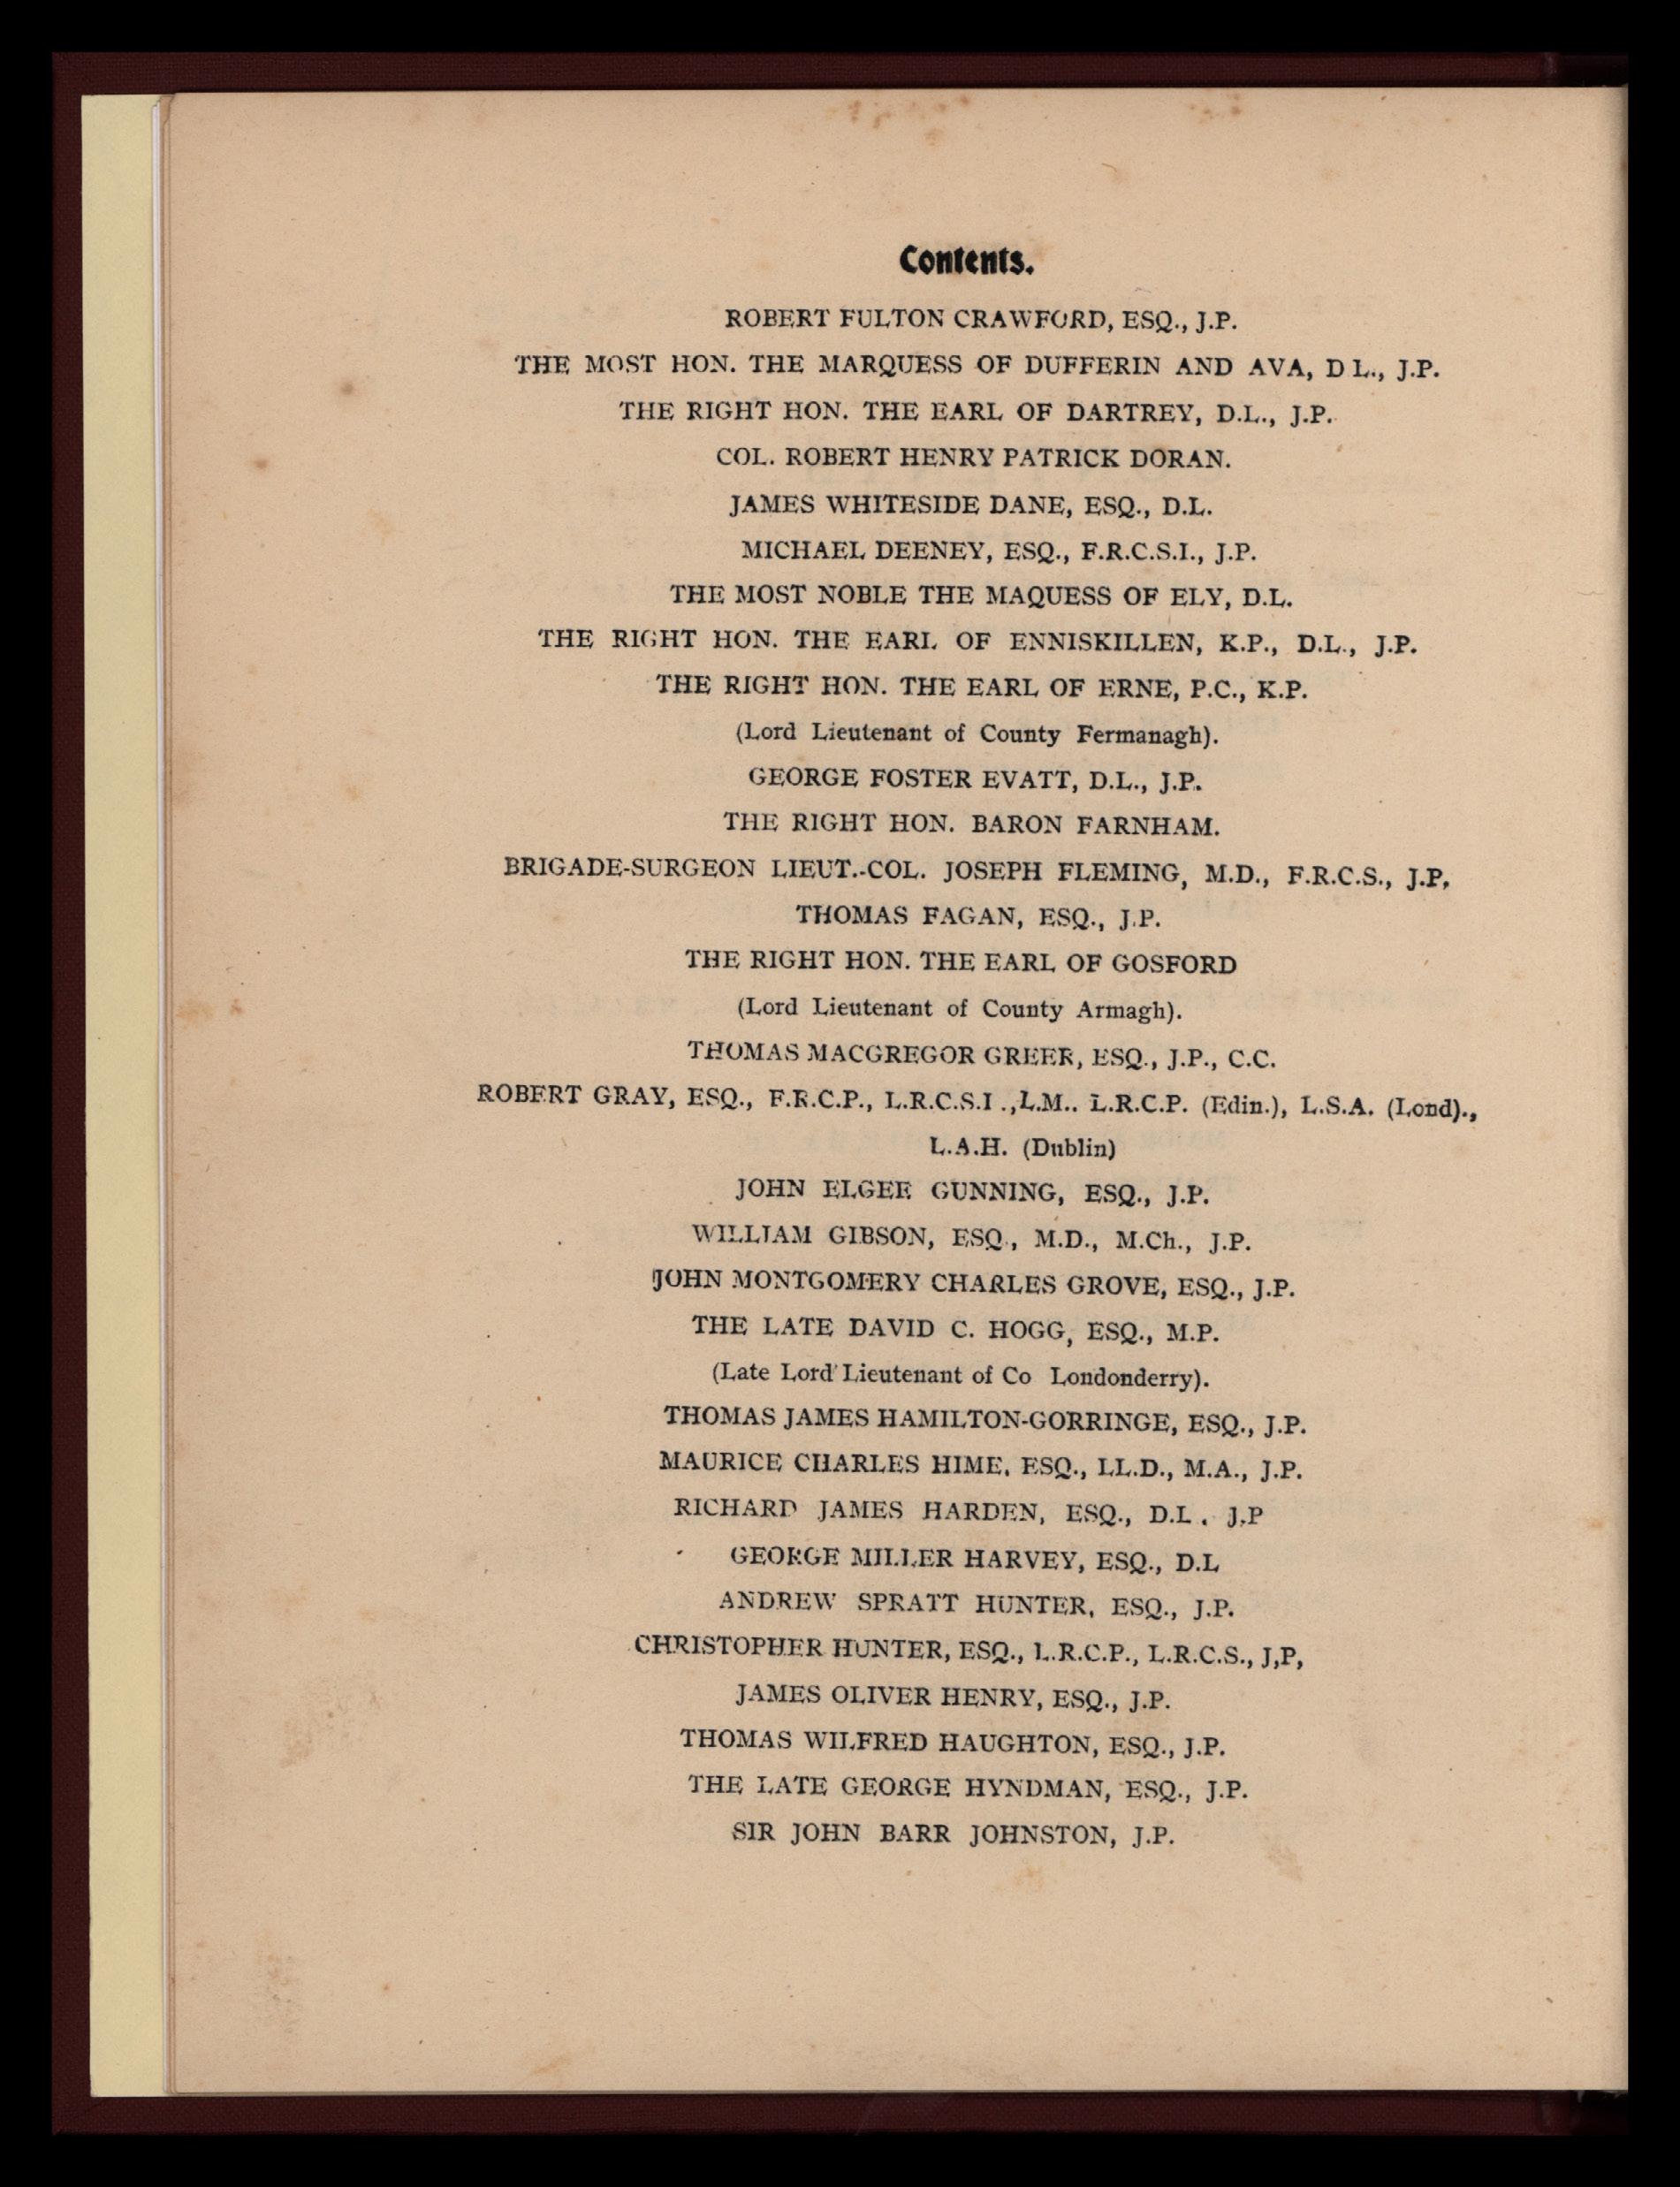 Contents.
ROBERT FULTON CRAWFORD, ESQ., J.P.
THE MOST HON. THE MARQUESS OF DUFFERIN AND AVA, D L., J.P.
THE RIGHT HON. THE EARL OF DARTREY, D.L., J.P.
COL. ROBERT HENRY PATRICK DORAN.
JAMES WHITESIDE DANE, ESQ., D.L.
MICHAEL DEENEY, ESQ., F.R.C.S.I., J.P.
THE MOST NOBLE THE MAQUESS OF ELY, D.L.
THE RIGHT HON. THE EARL OF ENNISKILLEN, K.P., D.L., J.P.
THE RIGHT HON. THE EARL OF ERNE, P.C., K.P.
(Lord Lieutenant of County Fermanagh).
GEORGE FOSTER EVATT, D.L., J.P.
THE RIGHT HON. BARON FARNHAM.
BRIGADE-SURGEON LIEUT.-COL. JOSEPH FLEMING, M.D., F.R.C.S., J.P,
THOMAS FAGAN, ESQ., J.P.
THE RIGHT HON. THE EARL OF GOSFORD
(Lord Lieutenant of County Armagh).
THOMAS MACGREGOR GREER, ESQ., J.P., C.C.
ROBERT GRAY, ESQ., F.R.C.P., L.R.C.S.I .,L.M.. L.R.C.P. (Edin.), L.S.A. (Lond).,
L.A.H. (Dublin)
JOHN ELGEE GUNNING, ESQ., J.P.
WILLIAM GIBSON, ESQ., M.D., M.Ch., J.P.
JOHN MONTGOMERY CHARLES GROVE, ESQ., J.P.
THE LATE DAVID C. HOGG, ESQ., M.P.
(Late Lord Lieutenant of Co Londonderry).
THOMAS JAMES HAMILTON-GORRINGE, ESQ., J.P.
MAURICE CHARLES HIME, ESQ., LL.D., M.A., J.P.
RICHARD JAMES HARDEN, ESQ., D.L . J.P
GEORGE MILLER HARVEY, ESQ., D.L
ANDREW SPRATT HUNTER, ESQ., J.P.
CHRISTOPHER HUNTER, ESQ., L.R.C.P., L.R.C.S., J,P,
JAMES OLIVER HENRY, ESQ., J.P.
THOMAS WILFRED HAUGHTON, ESQ., J.P.
THE LATE GEORGE HYNDMAN, ESQ., J.P.
SIR JOHN BARR JOHNSTON, J.P.